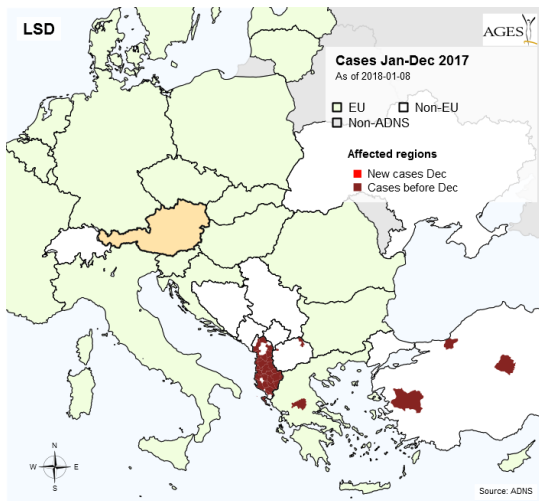 LSD
AGES
Cases Jan-Dec 2017
As of 2018-01-08
EU
Non-EU
Non-ADNS
Affected regions
New cases Dec
Cases before Dec
N
W
E
S
Source: ADNS